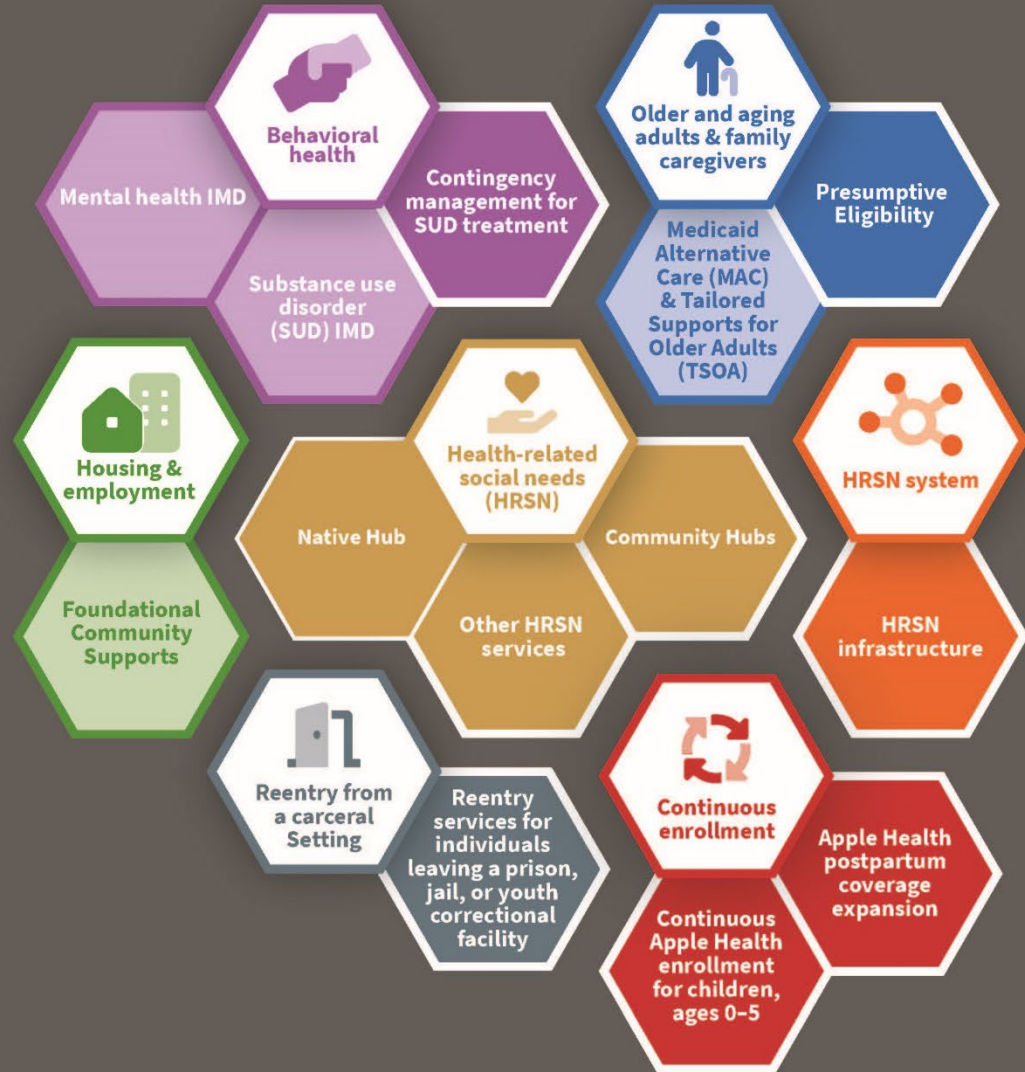 Behavioral
health
Mental health IMD
Contingency
management for
SUD treatment
Substance use
disorder
(SUD) IMD
Older and aging
adults & family
caregivers
Presumptive
Eligibility
Medicaid
Alternative
Care (MAC)
& Tailored
Supports for
Older Adults
(TSOA)
Housing &
employment
Foundational
Community
Supports
Health-related
social needs
(HRSN)
Native Hub
Community Hubs
Other HRSN
services
HRSN system
HRSN
infrastructure
Reentry from
a carceral
Setting
Reentry
services for
individuals
leaving a prison,
jail, or youth
correctional
facility
Continuous
enrollment
Apple Health
postpartum
coverage
expansion
Continuous
Apple Health
enrollment
for children,
ages 0–5